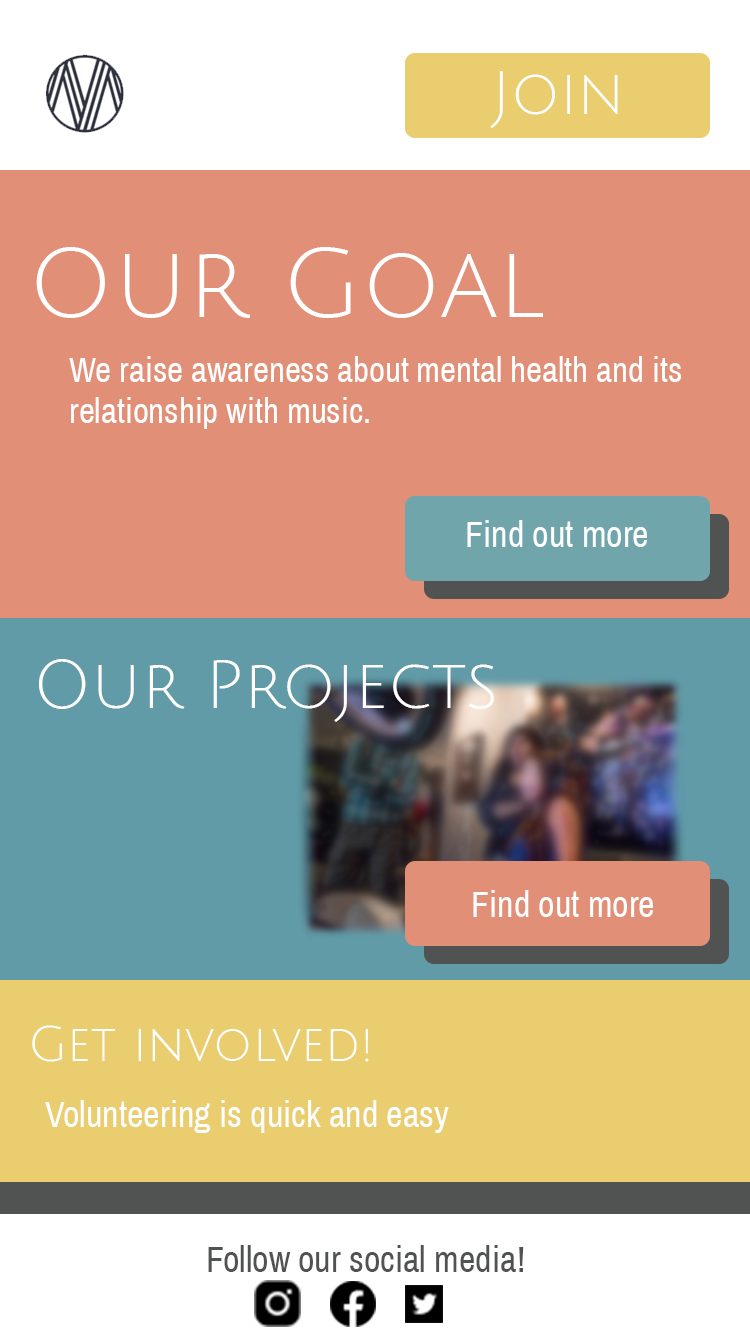 Join
Our Goal
We raise awareness about mental health and its
relationship with music.
Find out more
Our Projects
Find out more
Get involved!
Volunteering is quick and easy
Follow our social media!